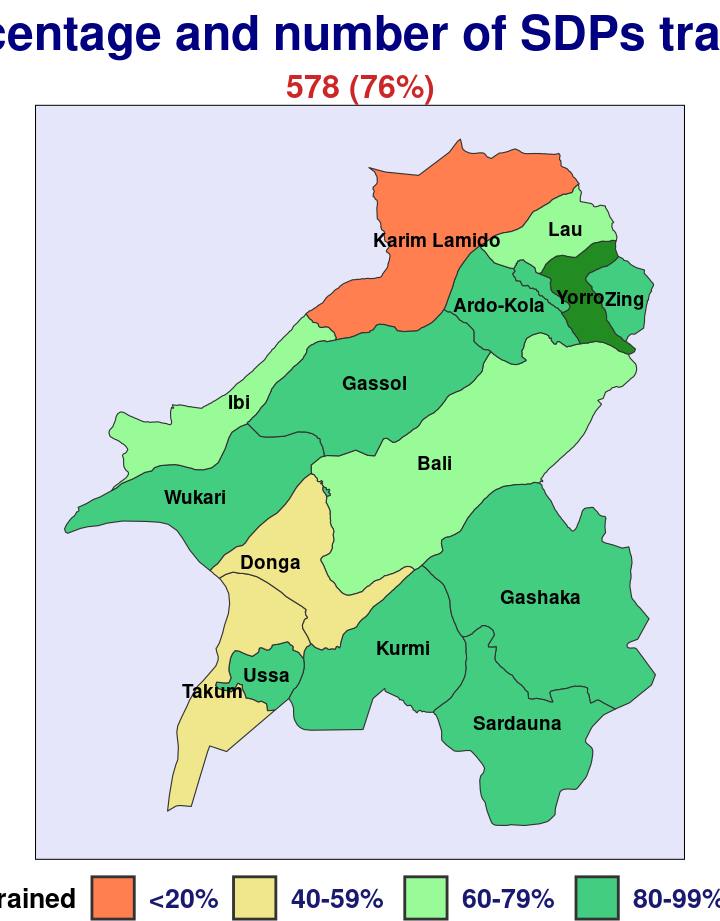 centage and number of SDPs tra
578 (76%)
Karim Lamido
Lau
Ardo-Kola
Yorro
Zing
Gassol
Ibi
Bali
Wukari
Donga
Gashaka
Kurmi
Ussa
Takum
Sardauna
rained <20% 40-59% 60-79% 80-99%